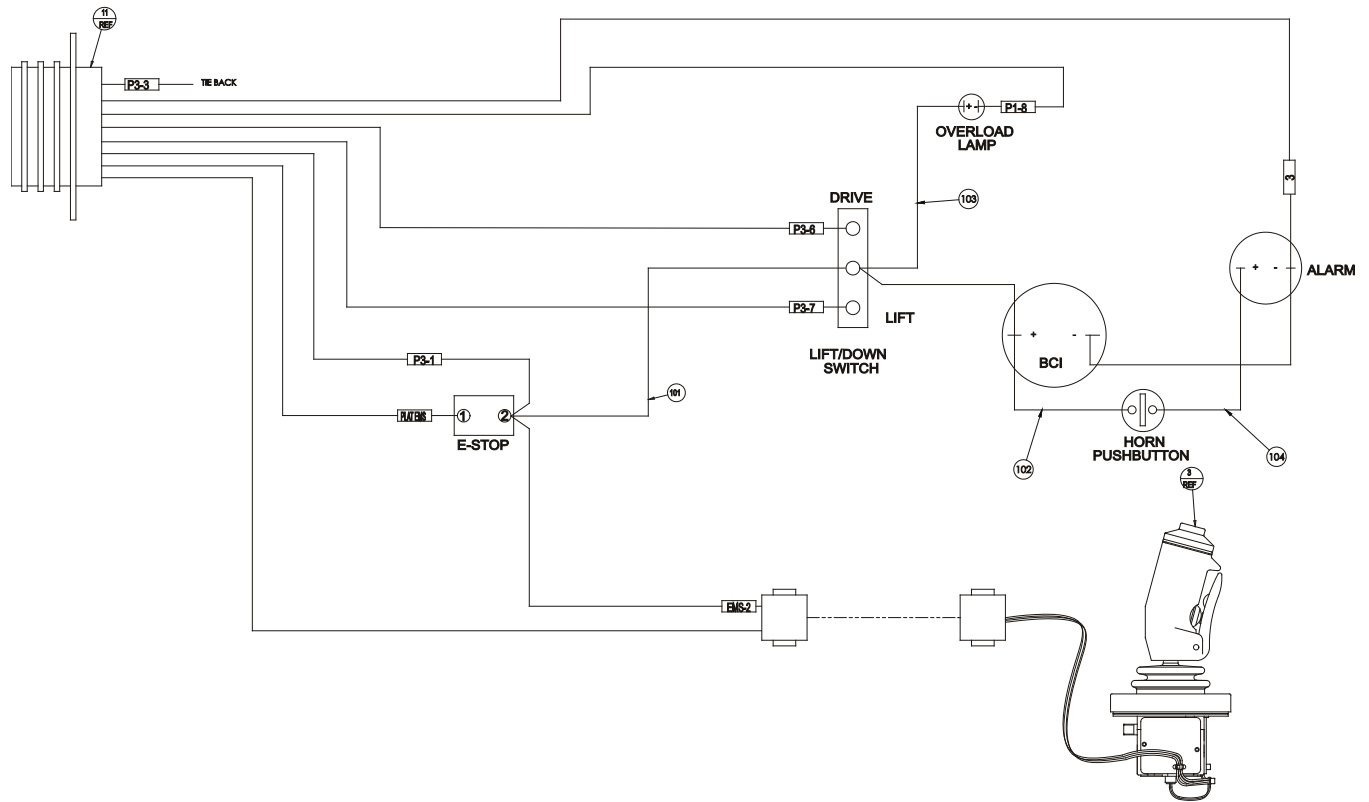 11
REF
P3-3
TIE BACK
P1-8
OVERLOAD
LAMP
3
DRIVE
103
P3-6
+ -
ALARM
P3-7
LIFT
+ -
BCI
LIFT/DOWN
SWITCH
P3-1
101
PLAT EMS
1
2
E-STOP
HORN
PUSHBUTTON
102
104
3
REF
EMS-2